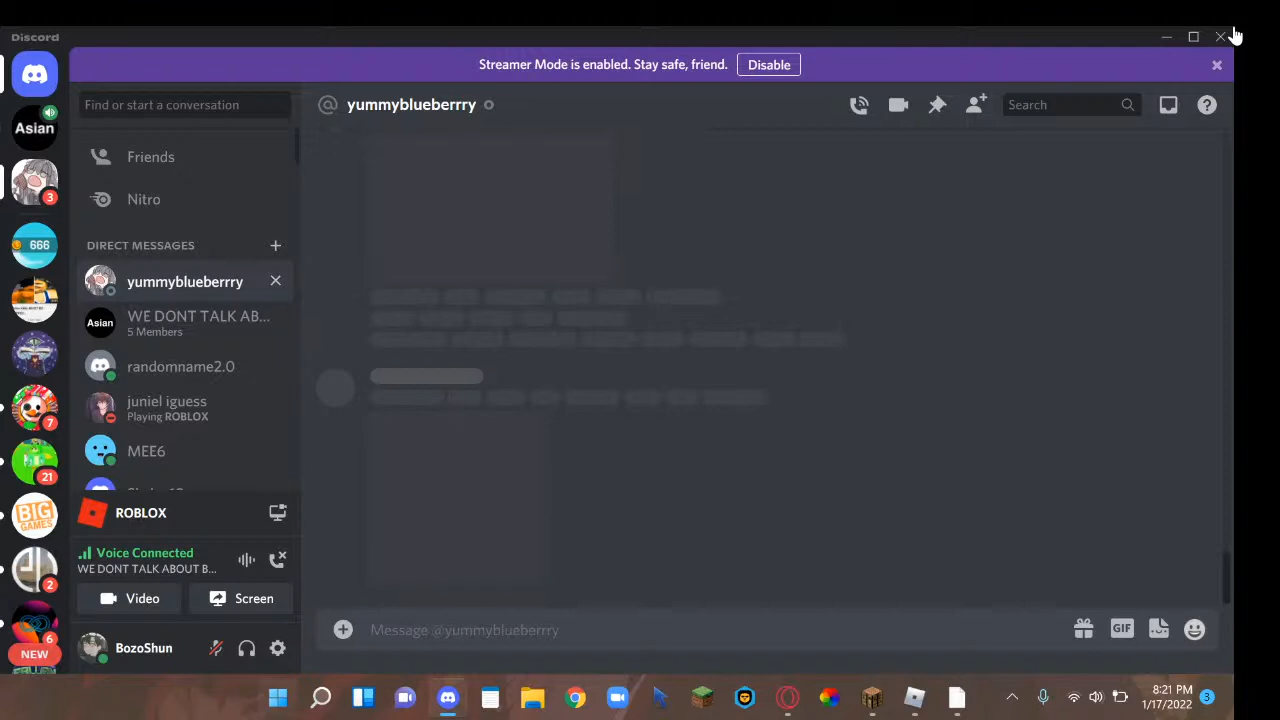 Discord
Streamer Mode is enabled. Stay safe, friend. Disable
Find or start a conversation
yummyblueberrry
Search
Asian
Friends
3
Nitro
DIRECT MESSAGES
666
yummyblueberrry
Asian
WE DONT TALK AB...
5 Members
randomname2.0
juniel iguess
Playing ROBLOX
7
MEE6
21
BIG
GAMES
ROBLOX
Voice Connected
WE DONT TALK ABOUT B...
2
Video
Screen
6
Message @yummyblueberrry
GIF
NEW
BozoShun
8:21 PM
1/17/2022
3